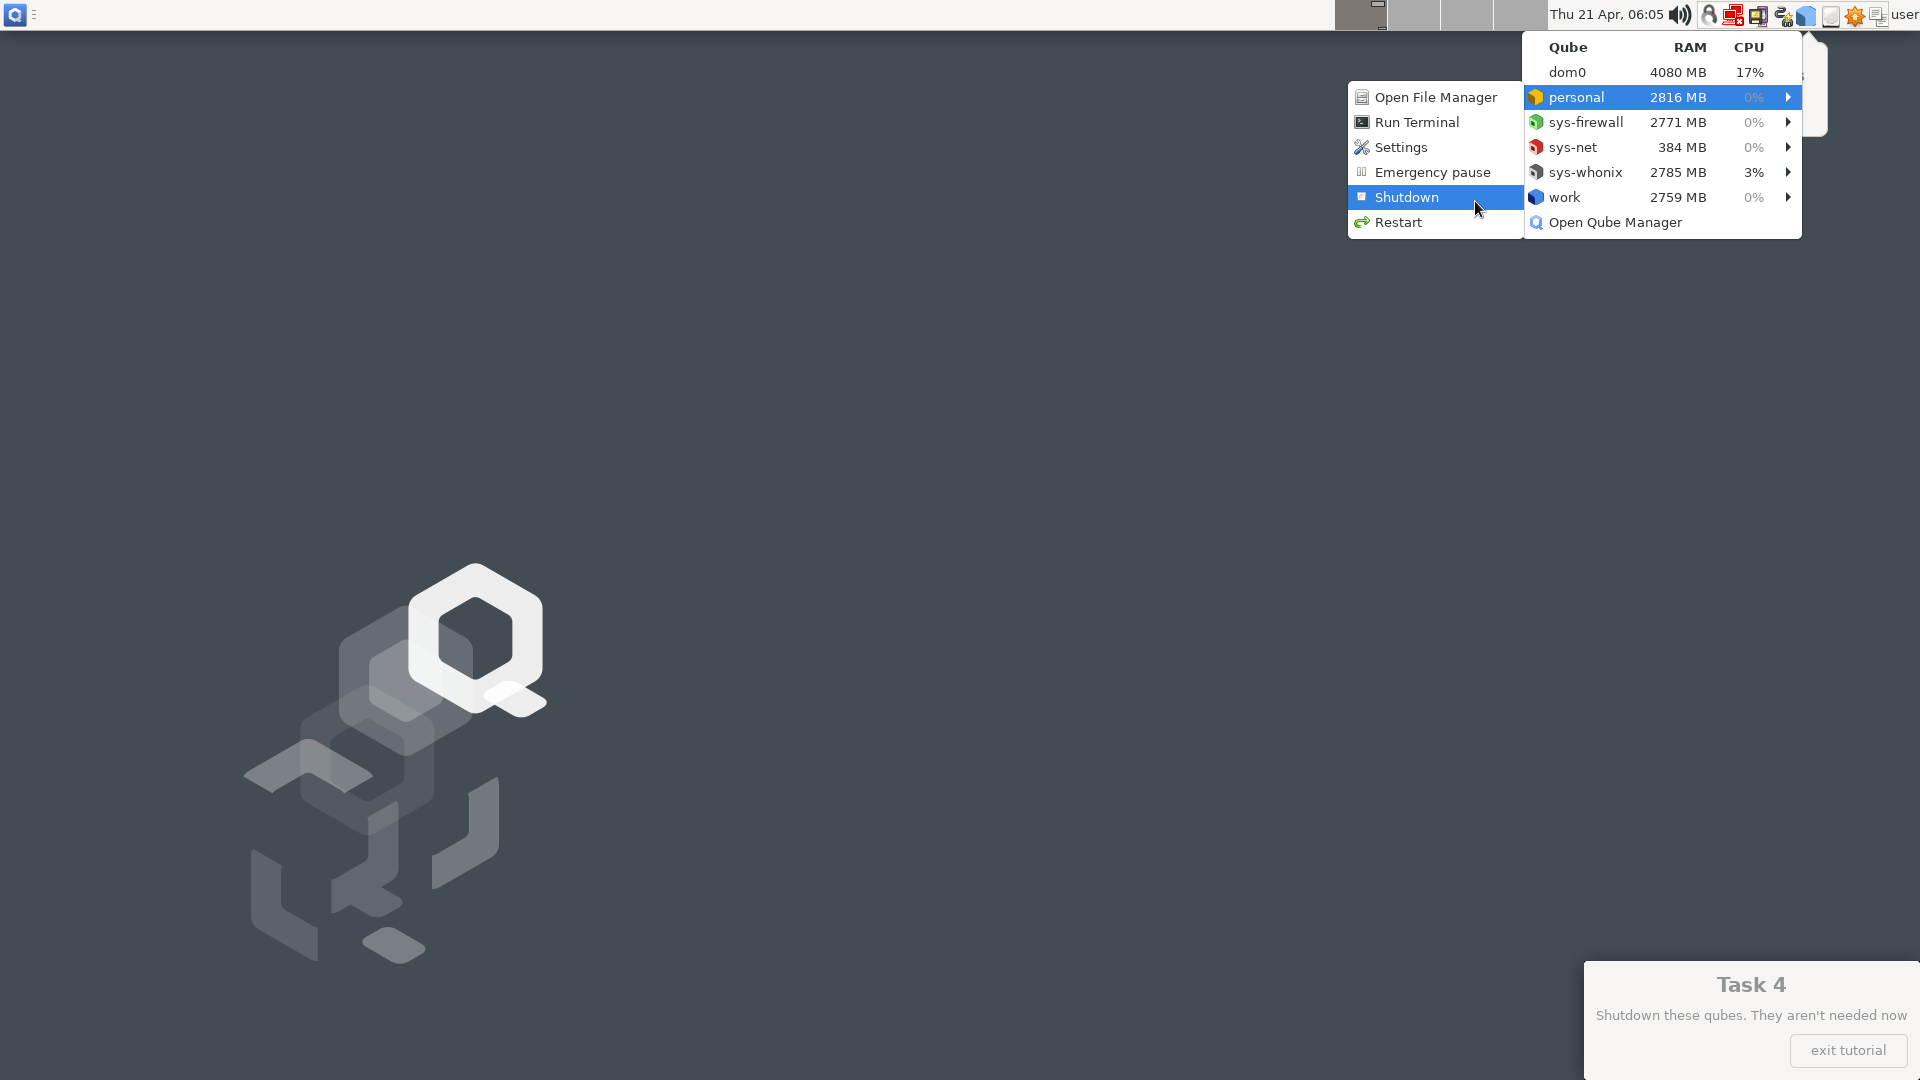 Thu 21 Apr, 06:05
user
Qube RAM CPU
dom0 4080 MB 17%
personal 2816 MB 0%
sys-firewall 2771 MB 0%
sys-net 384 MB 0%
sys-whonix 2785 MB 3%
work 2759 MB 0%
Open Qube Manager
Open File Manager
Run Terminal
Settings
Emergency pause
Shutdown
Restart
Task 4
Shutdown these qubes. They aren't needed now
exit tutorial